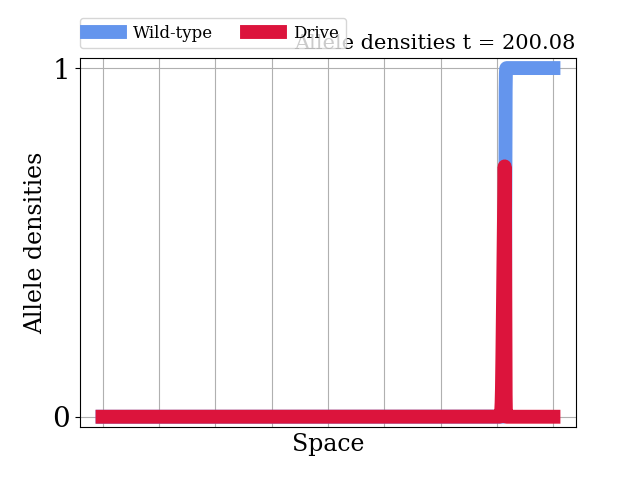 Wild-type Drive
Allele densities t = 200.08
1
Allele densities
0
Space